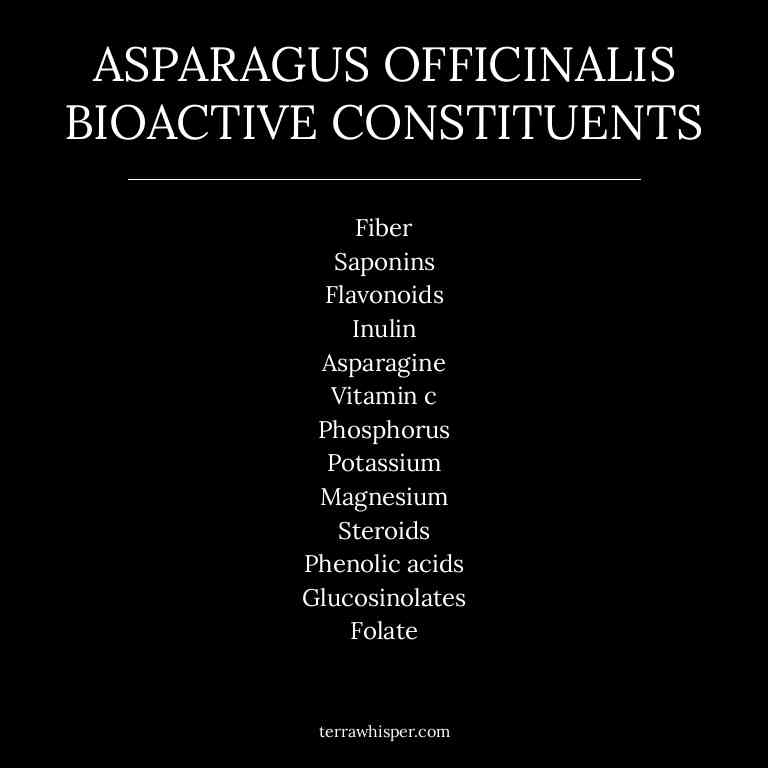 ASPARAGUS OFFICINALIS
BIOACTIVE CONSTITUENTS
Fiber
Saponins
Flavonoids
Inulin
Asparagine
Vitamin c
Phosphorus
Potassium
Magnesium
Steroids
Phenolic acids
Glucosinolates
Folate
terrawhisper.com